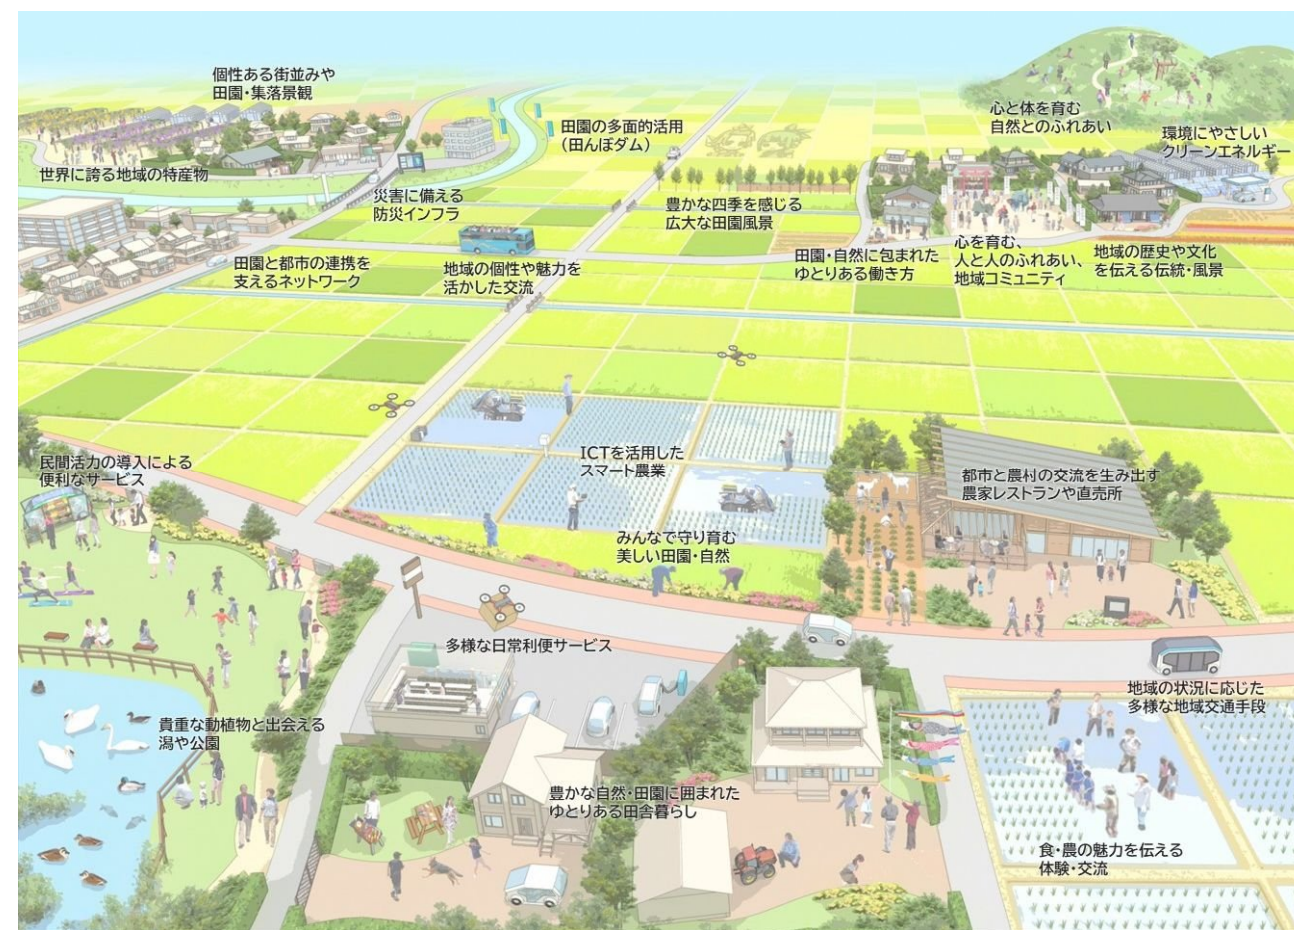 個性ある街並みや
田園・集落景観
世界に誇る地域の特産物
田園の多面的活用
（田んぼダム）
災害に備える
防災インフラ
心と体を育む
自然とのふれあい
環境にやさしい
クリーンエネルギー
豊かな四季を感じる
広大な田園風景
田園と都市の連携を
支えるネットワーク
地域の個性や魅力を
活かした交流
田園・自然に包まれた
ゆとりある働き方
心を育む、
人と人のふれあい、
地域コミュニティ
地域の歴史や文化
を伝える伝統・風景
民間活力の導入による
便利なサービス
ICTを活用した
スマート農業
都市と農村の交流を生み出す
農家レストランや直売所
みんなで守り育む
美しい田園・自然
多様な日常利便サービス
地域の状況に応じた
多様な地域交通手段
貴重な動植物と出会える
潟や公園
豊かな自然・田園に囲まれた
ゆとりある田舎暮らし
食・農の魅力を伝える
体験・交流